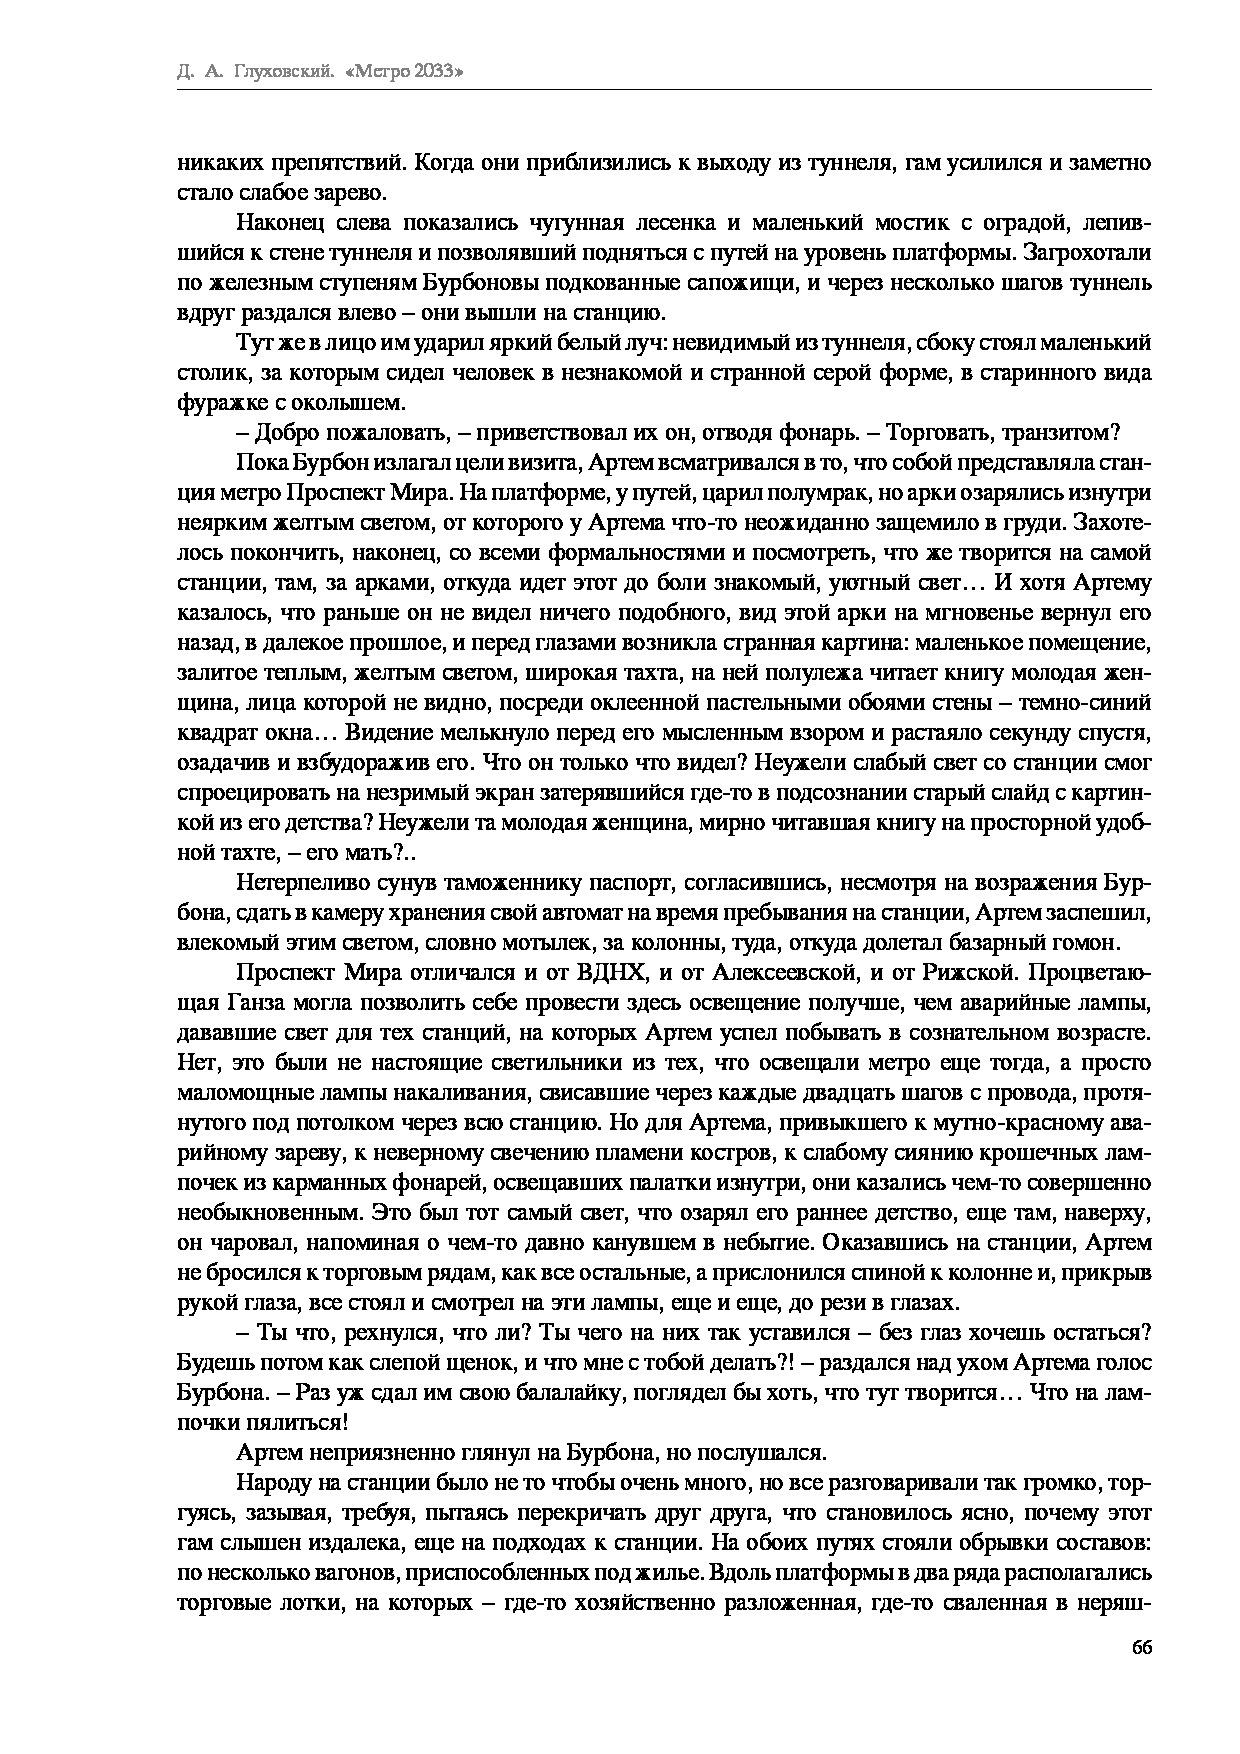 Д. А. Глуховский. «Метро 2033»
никаких препятствий. Когда они приблизились к выходу из туннеля, гам усилился и заметно
стало слабое зарево.
Наконец слева показались чугунная лесенка и маленький мостик с оградой, лепив-
шийся к стене туннеля и позволявший подняться с путей на уровень платформы. Загрохотали
по железным ступеням Бурбоновы подкованные сапожищи, и через несколько шагов туннель
вдруг раздался влево – они вышли на станцию.
Тут же в лицо им ударил яркий белый луч: невидимый из туннеля, сбоку стоял маленький
столик, за которым сидел человек в незнакомой и странной серой форме, в старинного вида
фуражке с околышем.
– Добро пожаловать, – приветствовал их он, отводя фонарь. – Торговать, транзитом?
Пока Бурбон излагал цели визита, Артем всматривался в то, что собой представляла стан-
ция метро Проспект Мира. На платформе, у путей, царил полумрак, но арки озарялись изнутри
неярким желтым светом, от которого у Артема что-то неожиданно защемило в груди. Захоте-
лось покончить, наконец, со всеми формальностями и посмотреть, что же творится на самой
станции, там, за арками, откуда идет этот до боли знакомый, уютный свет… И хотя Артему
казалось, что раньше он не видел ничего подобного, вид этой арки на мгновенье вернул его
назад, в далекое прошлое, и перед глазами возникла странная картина: маленькое помещение,
залитое теплым, желтым светом, широкая тахта, на ней полулежа читает книгу молодая жен-
щина, лица которой не видно, посреди оклеенной пастельными обоями стены – темно-синий
квадрат окна… Видение мелькнуло перед его мысленным взором и растаяло секунду спустя,
озадачив и взбудоражив его. Что он только что видел? Неужели слабый свет со станции смог
спроецировать на незримый экран затерявшийся где-то в подсознании старый слайд с картин-
кой из его детства? Неужели та молодая женщина, мирно читавшая книгу на просторной удоб-
ной тахте, – его мать?..
Нетерпеливо сунув таможеннику паспорт, согласившись, несмотря на возражения Бур-
бона, сдать в камеру хранения свой автомат на время пребывания на станции, Артем заспешил,
влекомый этим светом, словно мотылек, за колонны, туда, откуда долетал базарный гомон.
Проспект Мира отличался и от ВДНХ, и от Алексеевской, и от Рижской. Процветаю-
щая Ганза могла позволить себе провести здесь освещение получше, чем аварийные лампы,
дававшие свет для тех станций, на которых Артем успел побывать в сознательном возрасте.
Нет, это были не настоящие светильники из тех, что освещали метро еще тогда, а просто
маломощные лампы накаливания, свисавшие через каждые двадцать шагов с провода, протя-
нутого под потолком через всю станцию. Но для Артема, привыкшего к мутно-красному ава-
рийному зареву, к неверному свечению пламени костров, к слабому сиянию крошечных лам-
почек из карманных фонарей, освещавших палатки изнутри, они казались чем-то совершенно
необыкновенным. Это был тот самый свет, что озарял его раннее детство, еще там, наверху,
он чаровал, напоминая о чем-то давно канувшем в небытие. Оказавшись на станции, Артем
не бросился к торговым рядам, как все остальные, а прислонился спиной к колонне и, прикрыв
рукой глаза, все стоял и смотрел на эти лампы, еще и еще, до рези в глазах.
– Ты что, рехнулся, что ли? Ты чего на них так уставился – без глаз хочешь остаться?
Будешь потом как слепой щенок, и что мне с тобой делать?! – раздался над ухом Артема голос
Бурбона. – Раз уж сдал им свою балалайку, поглядел бы хоть, что тут творится… Что на лам-
почки пялиться!
Артем неприязненно глянул на Бурбона, но послушался.
Народу на станции было не то чтобы очень много, но все разговаривали так громко, тор-
гуясь, зазывая, требуя, пытаясь перекричать друг друга, что становилось ясно, почему этот
гам слышен издалека, еще на подходах к станции. На обоих путях стояли обрывки составов:
по несколько вагонов, приспособленных под жилье. Вдоль платформы в два ряда располагались
торговые лотки, на которых – где-то хозяйственно разложенная, где-то сваленная в неряш-
66